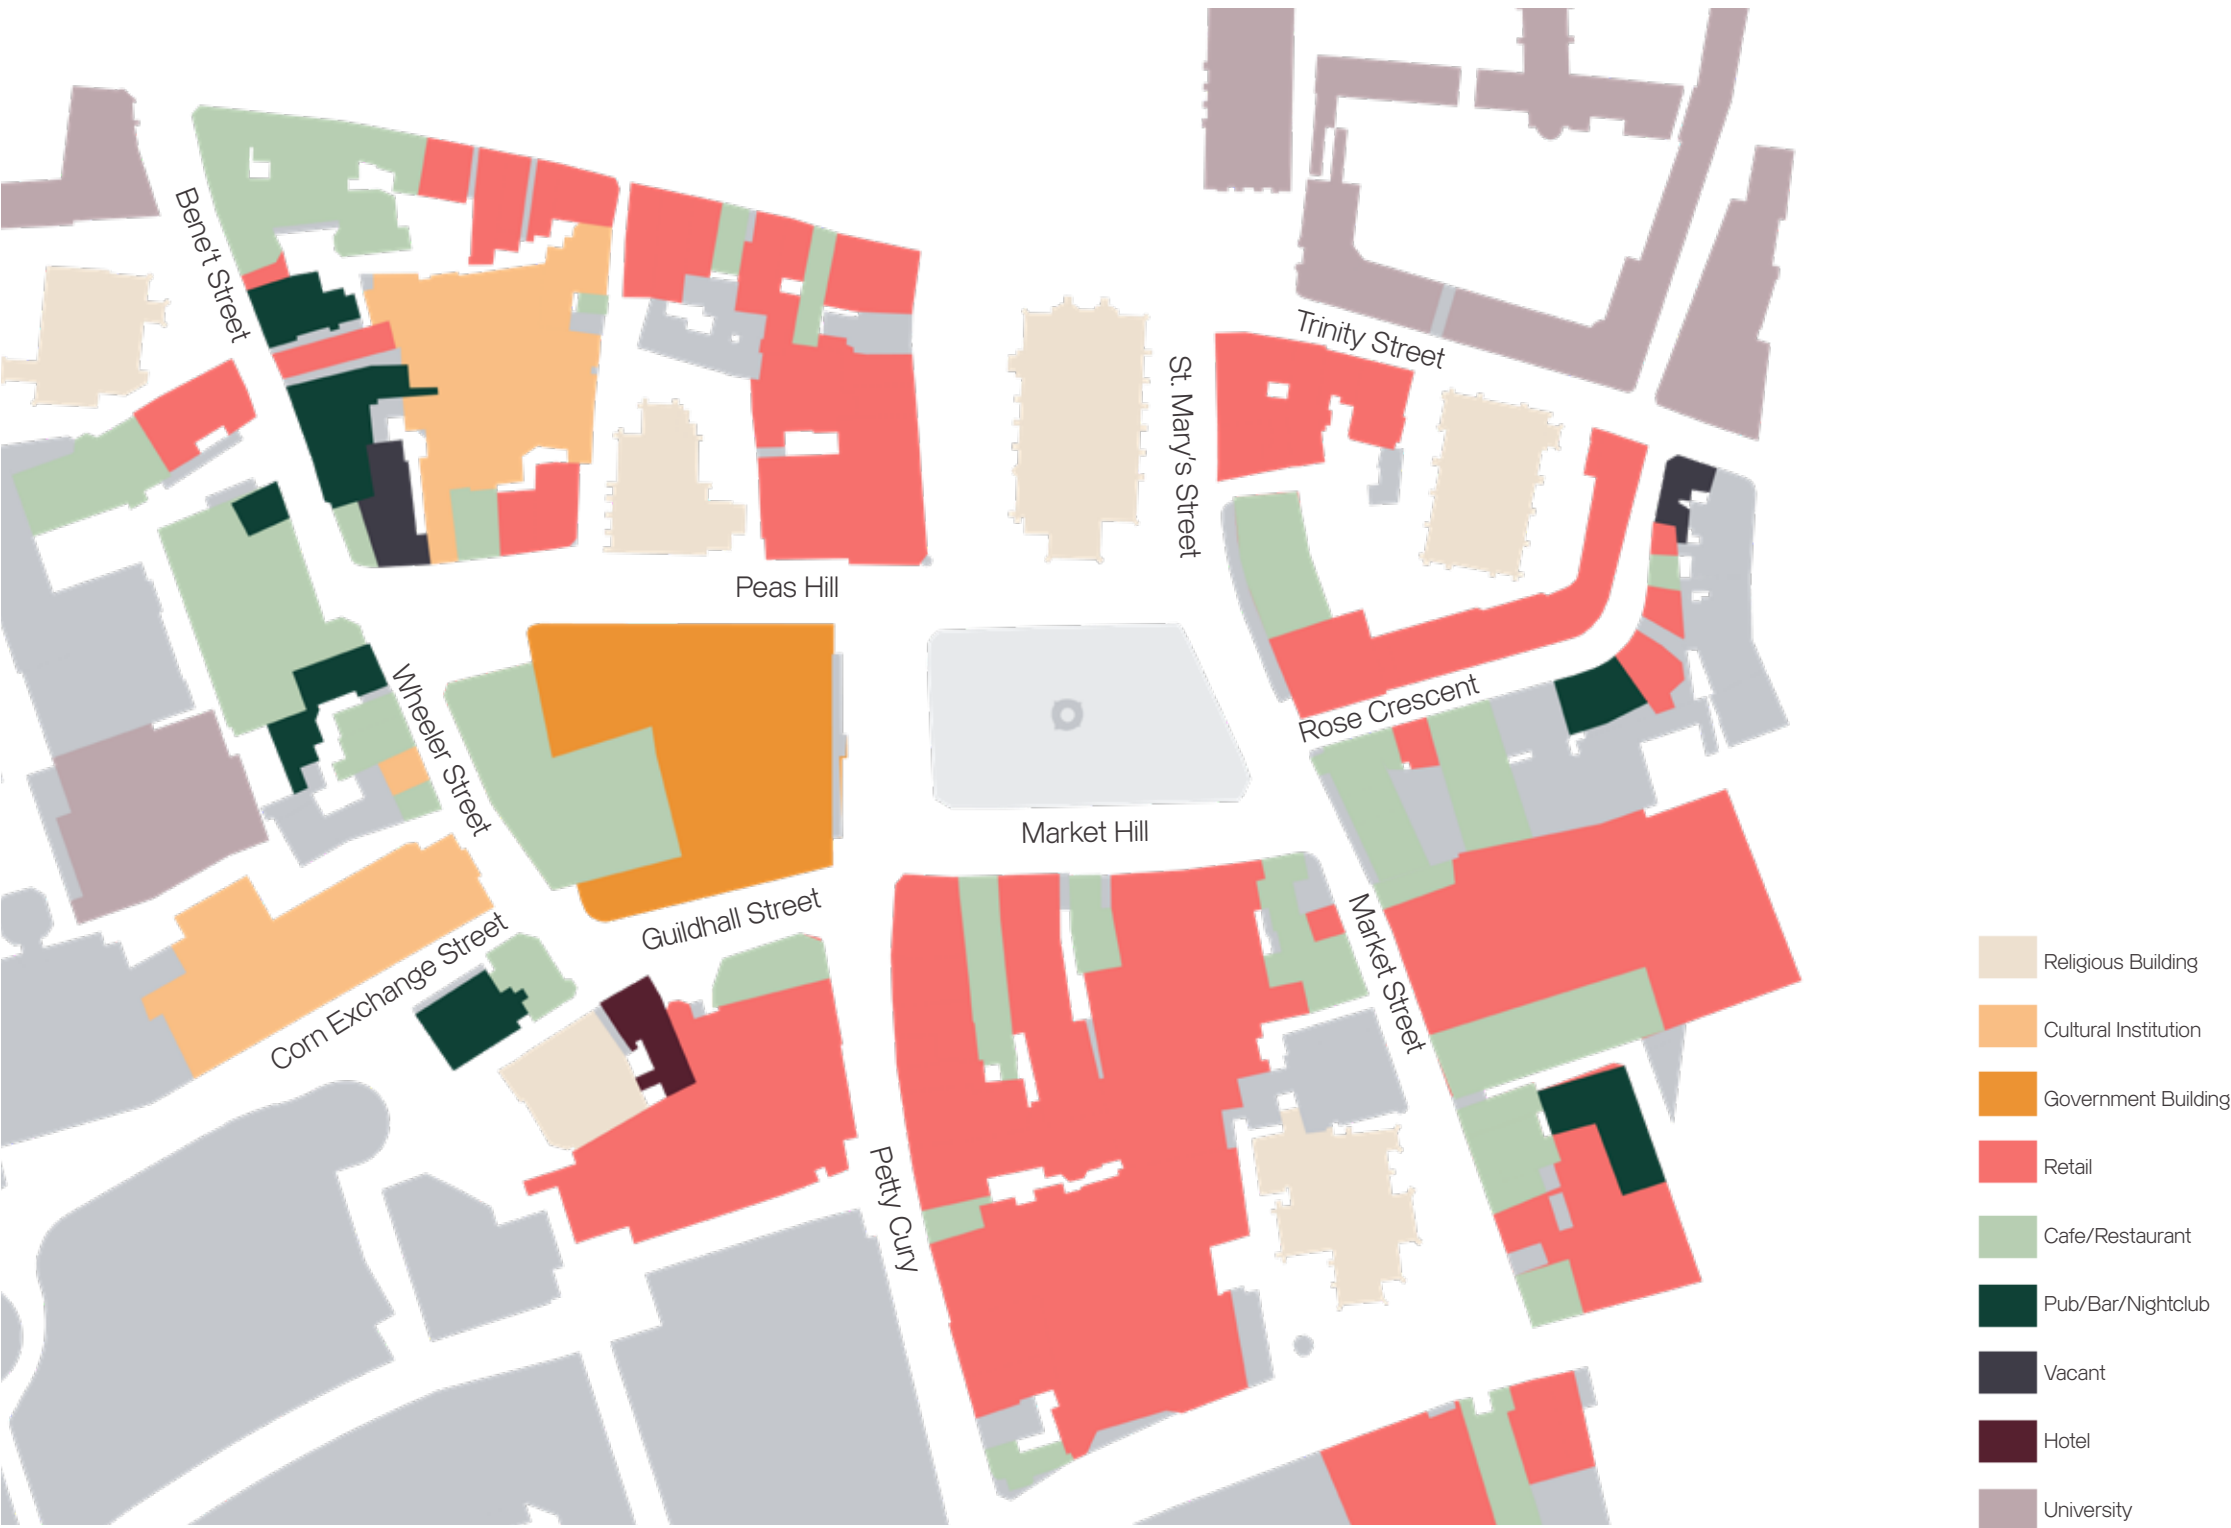 Bene't Street
Trinity Street
St. Mary's Street
Peas Hill
Wheeler Street
Rose Crescent
Market Hill
Guildhall Street
Market Street
Corn Exchange Street
Petty Cury
Religious Building
Cultural Institution
Government Building
Retail
Cafe/Restaurant
Pub/Bar/Nightclub
Vacant
Hotel
University